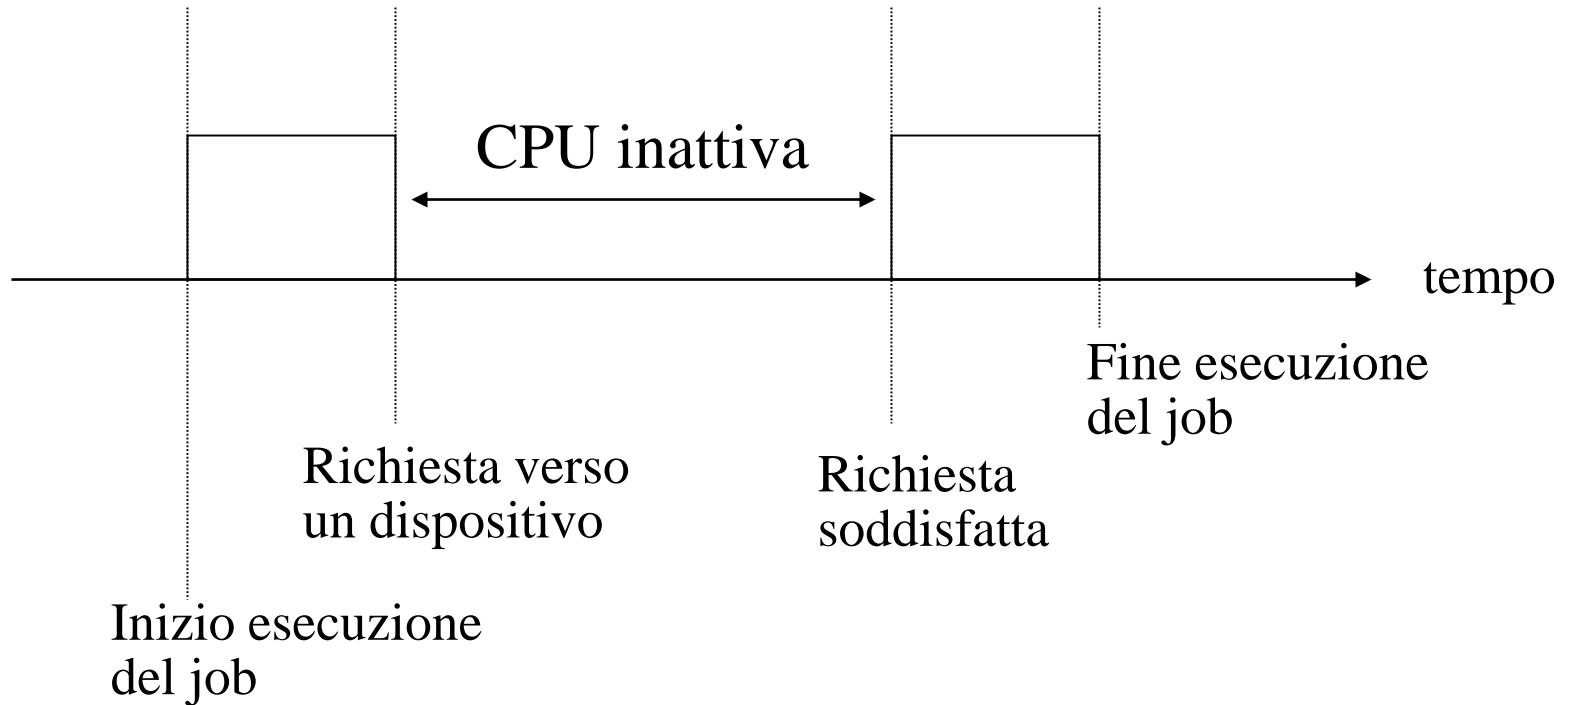 CPU inattiva
tempo
Fine esecuzione
del job
Richiesta verso
un dispositivo
Richiesta
soddisfatta
Inizio esecuzione
del job